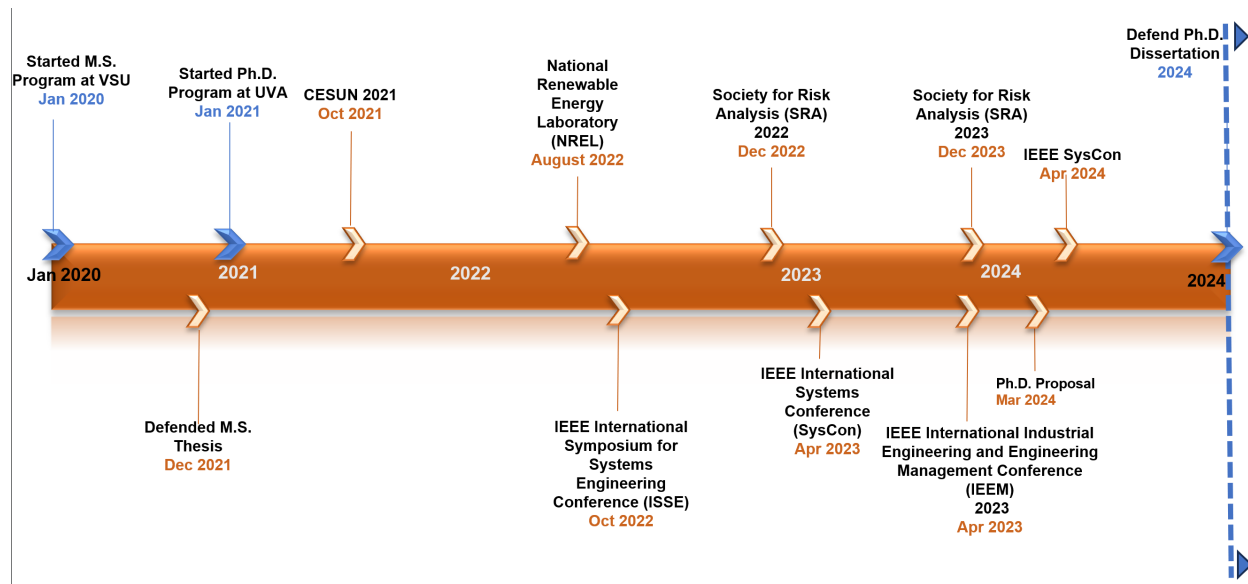 Started M.S.
Program at VSU
Jan 2020
Started Ph.D.
Program at UVA
Jan 2021
CESUN 2021
Oct 2021
National
Renewable
Energy
Laboratory
(NREL)
August 2022
Society for Risk
Analysis (SRA)
2022
Dec 2022
Society for Risk
Analysis (SRA)
2023
Dec 2023
IEEE SysCon
Apr 2024
Defend Ph.D.
Dissertation
2024
Jan 2020
2021
2022
2023
2024
2024
Defended M.S.
Thesis
Dec 2021
IEEE International
Symposium for
Systems
Engineering
Conference (ISSE)
Oct 2022
IEEE International
Systems
Conference
(SysCon)
Apr 2023
IEEE International Industrial
Engineering and Engineering
Management Conference
(IEEM)
2023
Apr 2023
Ph.D. Proposal
Mar 2024